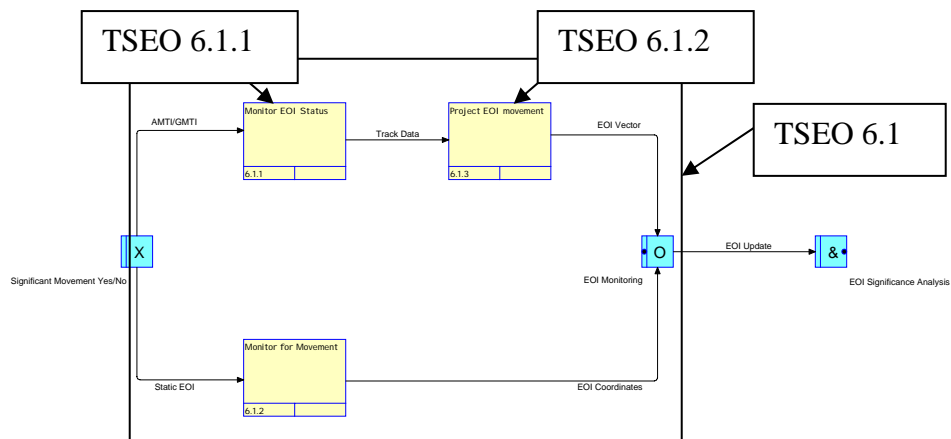 TSEO 6.1.1
TSEO 6.1.2
TSEO 6.1
Monitor EOI Status
6.1.1
Project EOI movement
6.1.3
AMTI/GMTI
Track Data
EOI Vector
X
Significant Movement Yes/No
O
EOI Monitoring
EOI Update
&
EOI Significance Analysis
Monitor for Movement
6.1.2
Static EOI
EOI Coordinates